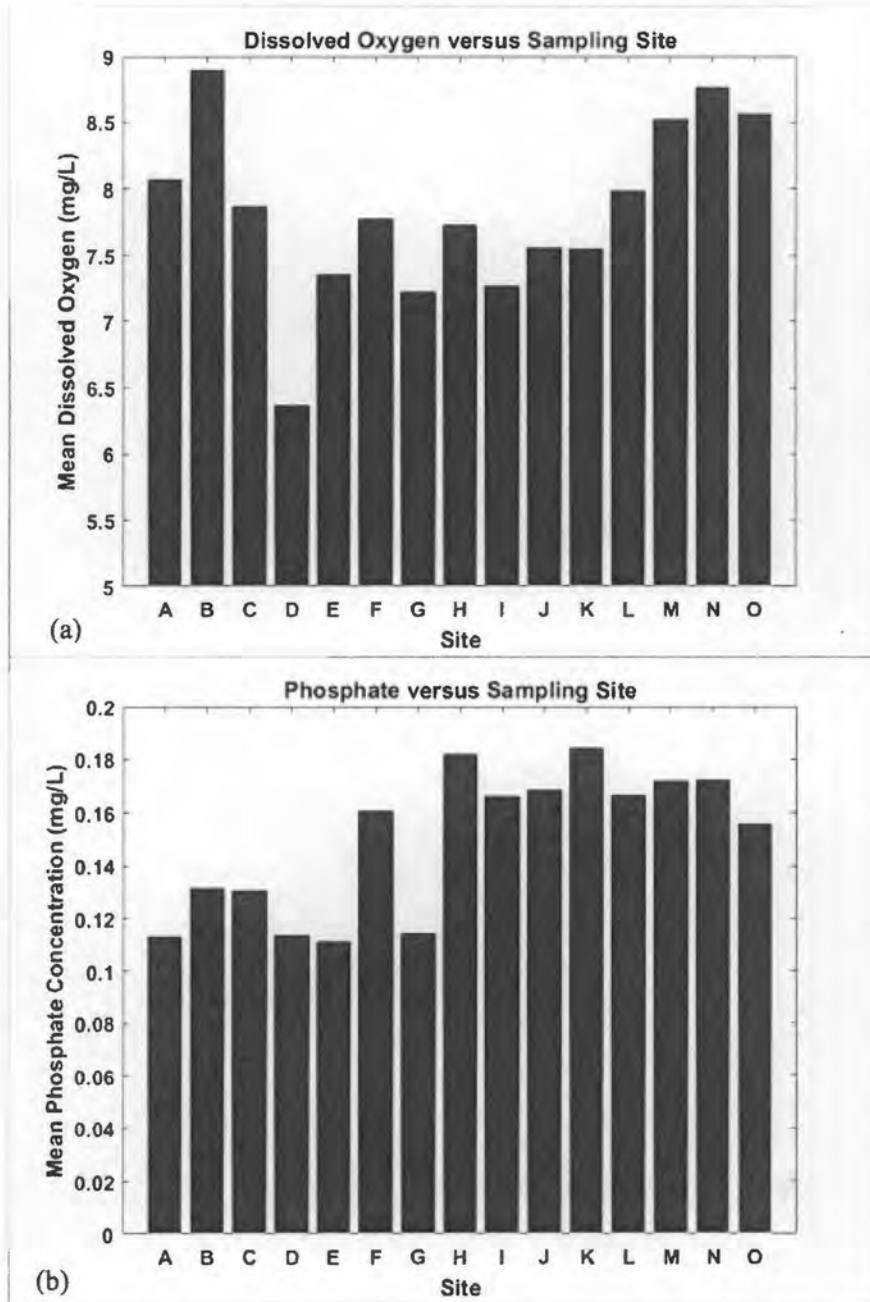 Dissolved Oxygen versus Sampling Site
9
8.5
8
7.5
7
6.5
6
5.5
5
Mean Dissolved Oxygen (mg/L)
A B C D E F G H I J K L M N O
Site
(a)
Phosphate versus Sampling Site
0.2
0.18
0.16
0.14
0.12
0.1
0.08
0.06
0.04
0.02
0
Mean Phosphate Concentration (mg/L)
A B C D E F G H I J K L M N O
Site
(b)